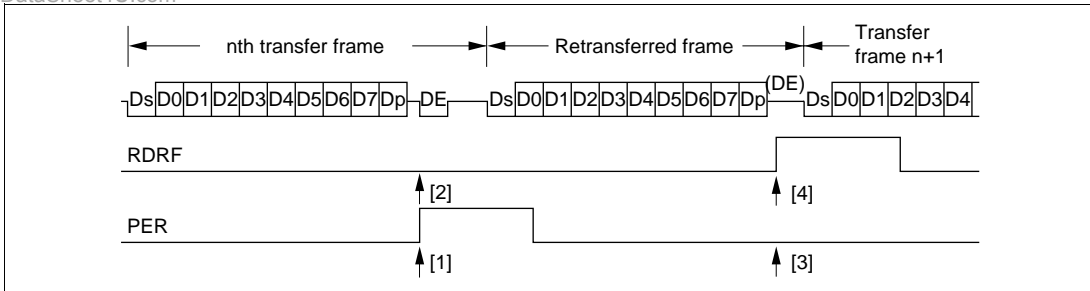 DataSheet4U.com
nth transfer frame Retransferred frame Transfer frame n+1
Ds D0 D1 D2 D3 D4 D5 D6 D7 Dp DE Ds D0 D1 D2 D3 D4 D5 D6 D7 Dp (DE) Ds D0 D1 D2 D3 D4
RDRF
[2] [4]
PER
[1] [3]